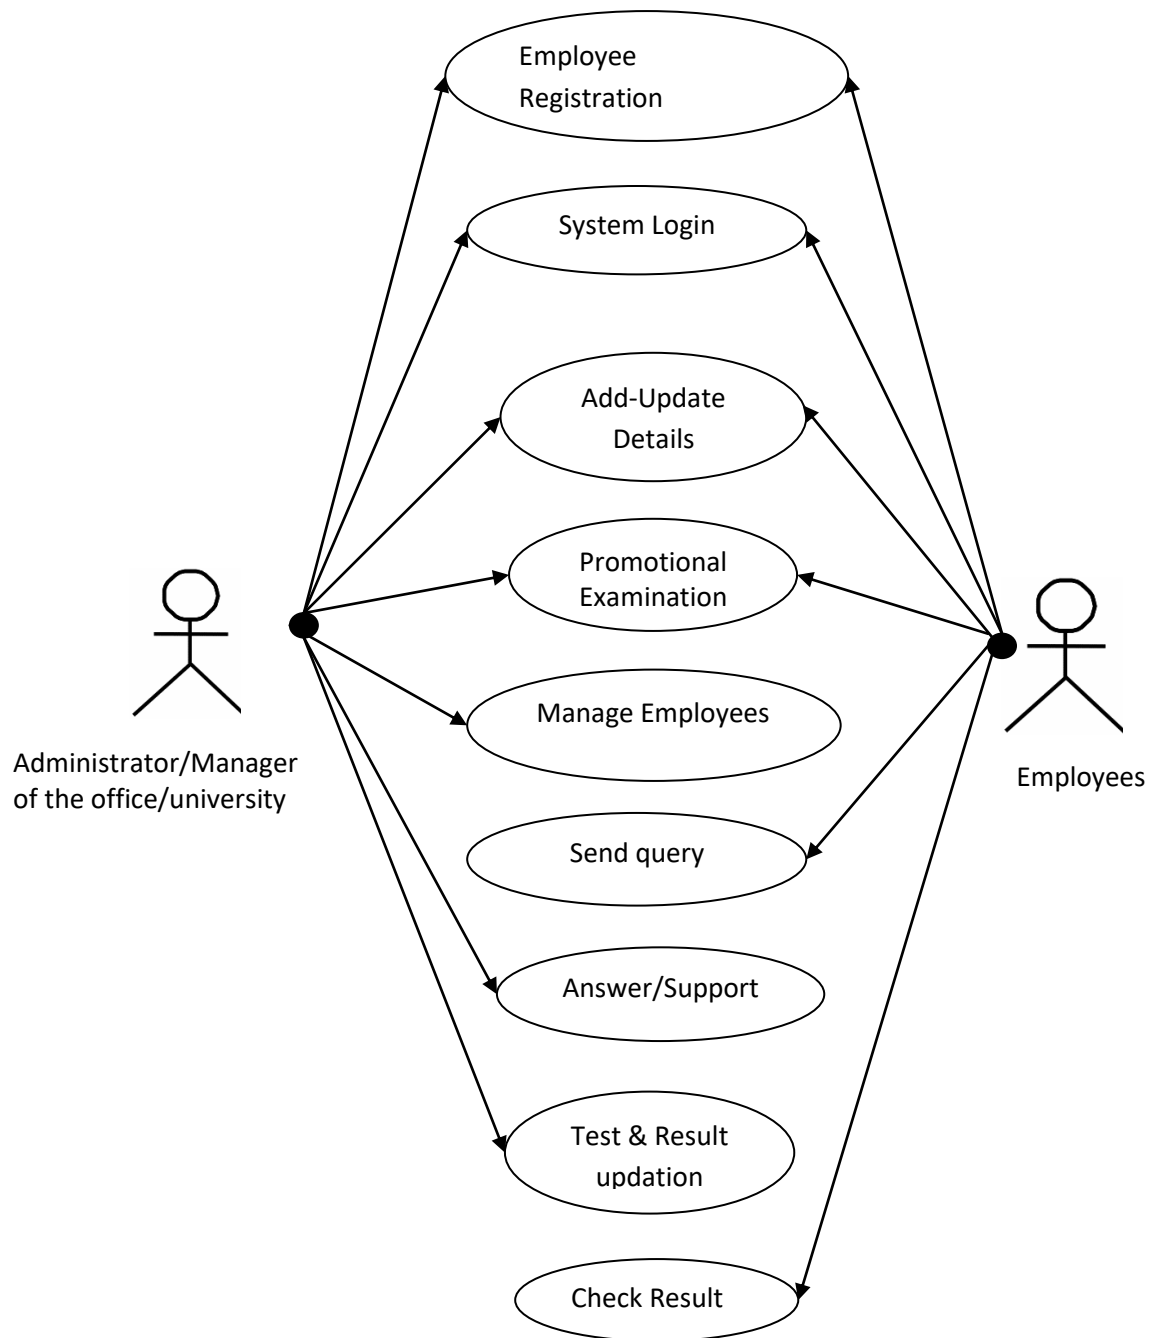 Employee
Registration
System Login
Add-Update
Details
Promotional
Examination
Manage Employees
Administrator/Manager
of the office/university
Employees
Send query
Answer/Support
Test & Result
updation
Check Result